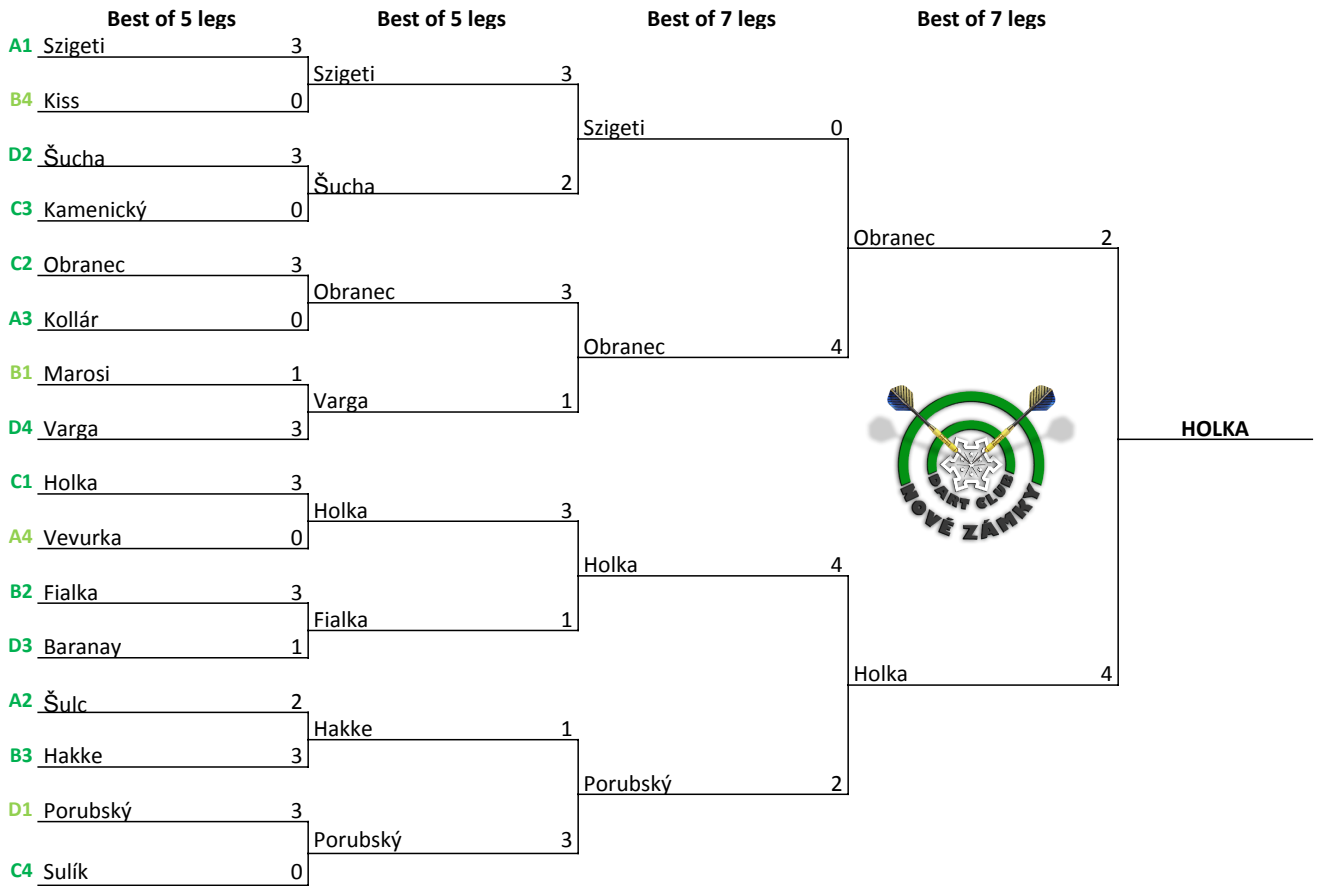 Best of 5 legs Best of 5 legs Best of 7 legs Best of 7 legs
A1 Szigeti 3
Szigeti 3
B4 Kiss 0
Szigeti 0
D2 Šucha 3
Šucha 2
C3 Kamenický 0
Obranec 2
C2 Obranec 3
Obranec 3
A3 Kollár 0
Obranec 4
B1 Marosi 1
Varga 1
D4 Varga 3
HOLKA
C1 Holka 3
Holka 3
A4 Vevurka 0
Holka 4
B2 Fialka 3
Fialka 1
D3 Baranay 1
Holka 4
A2 Šulc 2
Hakke 1
B3 Hakke 3
Porubský 2
D1 Porubský 3
Porubský 3
C4 Sulík 0
DART CLUB
NOVÉ ZÁMKY